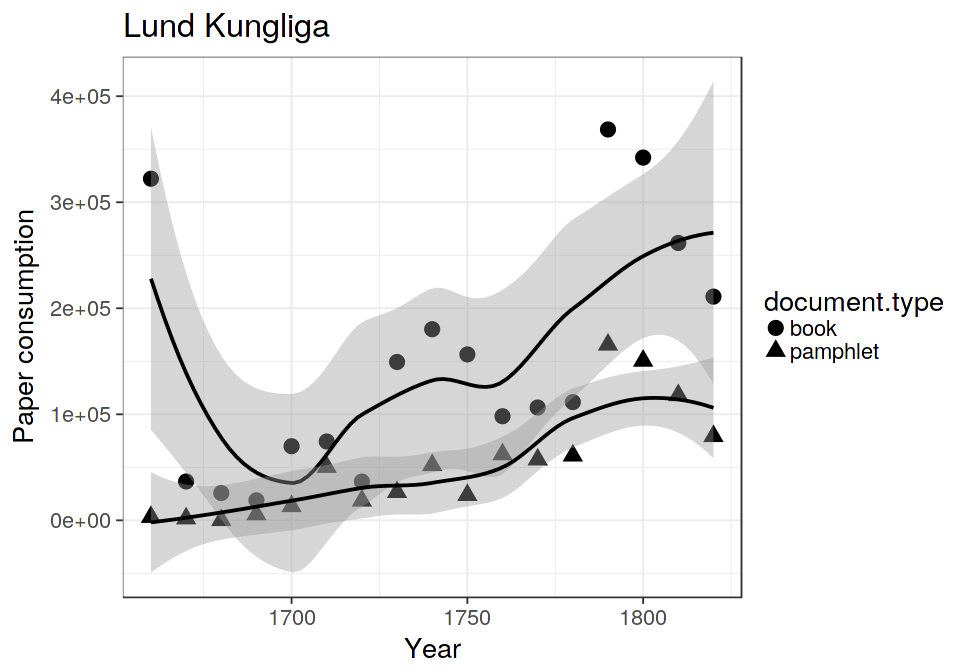 Lund Kungliga
4e+05
3e+05
2e+05
1e+05
0e+00
Paper consumption
1700
1750
1800
Year
document.type
book
pamphlet